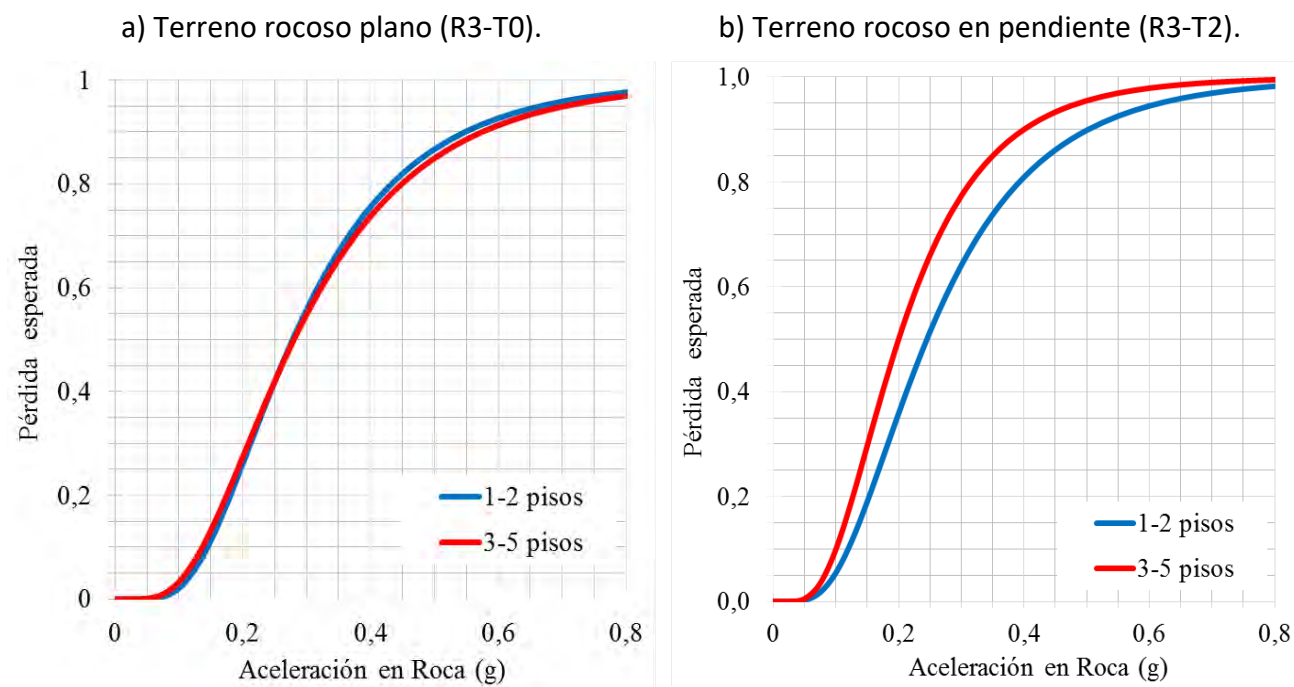 a) Terreno rocoso plano (R3-T0).
Pérdida esperada
1
0,8
0,6
0,4
0,2
0
0 0,2 0,4 0,6 0,8
Aceleración en Roca (g)
1-2 pisos
3-5 pisos
b) Terreno rocoso en pendiente (R3-T2).
Pérdida esperada
1,0
0,8
0,6
0,4
0,2
0,0
0 0,2 0,4 0,6 0,8
Aceleración en Roca (g)
1-2 pisos
3-5 pisos